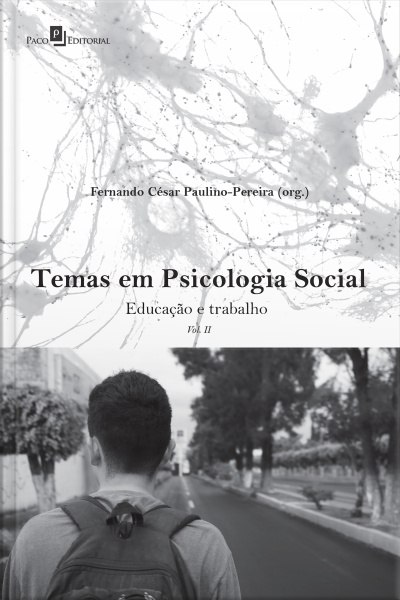 PACO EDITORIAL
Fernando César Paulino-Pereira (org.)
Temas em Psicologia Social
Educação e trabalho
Vol. II